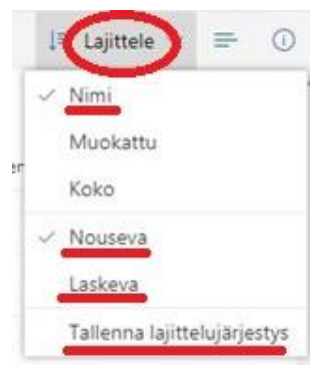 Lajittele
Nimi
Muokattu
Koko
Nouseva
Laskeva
Tallenna lajittelujärjestys